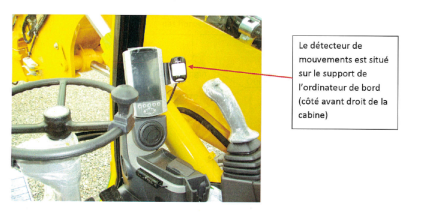 Le détecteur de
mouvements est situé
sur le support de
l'ordinateur de bord
(côté avant droit de la
cabine)